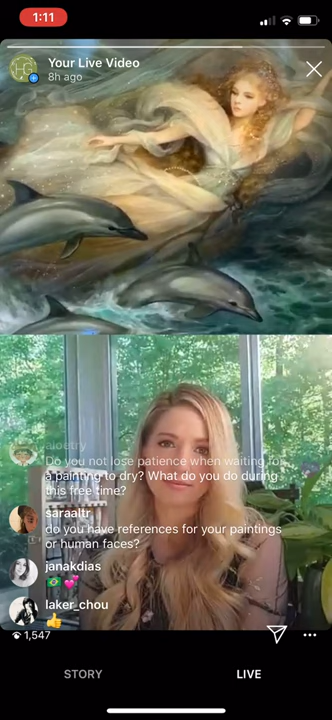 1:11
Your Live Video
8h ago
aloetry
Do you not lose patience when waiting for
a painting to dry? What do you do during
this free time?
saraaltr
do you have references for your paintings
or human faces?
janakdias
🇧🇷 💞
laker_chou
👍
1,547
STORY
LIVE